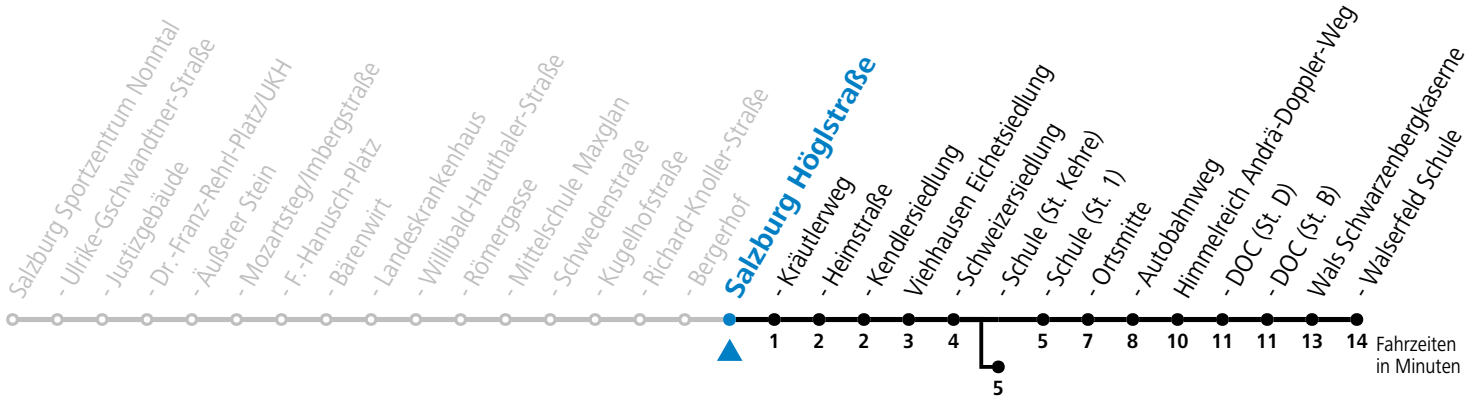 Salzburg Sportzentrum Nonntal
- Ulrike-Gschwandtner-Straße
- Justizgebäude
- Dr.-Franz-Rehrl-Platz/UKH
- Äußerer Stein
- Mozartsteg/Imbergstraße
- F.-Hanusch-Platz
- Bärenwirt
- Landeskrankenhaus
- Willibald-Hauthaler-Straße
- Römergasse
- Mittelschule Maxglan
- Schwedenstraße
- Kugelhofstraße
- Richard-Knoller-Straße
- Bergerhof
Salzburg Höglstraße
- Kräutlerweg
- Heimstraße
- Kendlersiedlung
Viehhausen Eichetsiedlung
- Schweizersiedlung
- Schule (St. Kehre)
- Schule (St. 1)
- Ortsmitte
- Autobahnweg
Himmelreich Andrä-Doppler-Weg
- DOC (St. D)
- DOC (St. B)
Wals Schwarzenbergkaserne
- Walserfeld Schule
1 2 2 3 4 5 7 8 10 11 11 13 14 Fahrzeiten
in Minuten
5